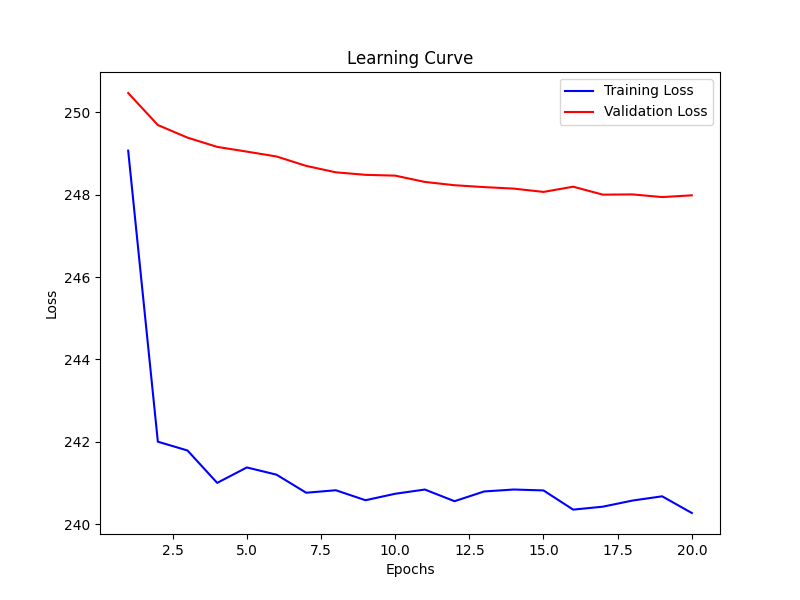 Learning Curve
Training Loss
Validation Loss
250
248
246
244
242
240
Loss
2.5 5.0 7.5 10.0 12.5 15.0 17.5 20.0
Epochs